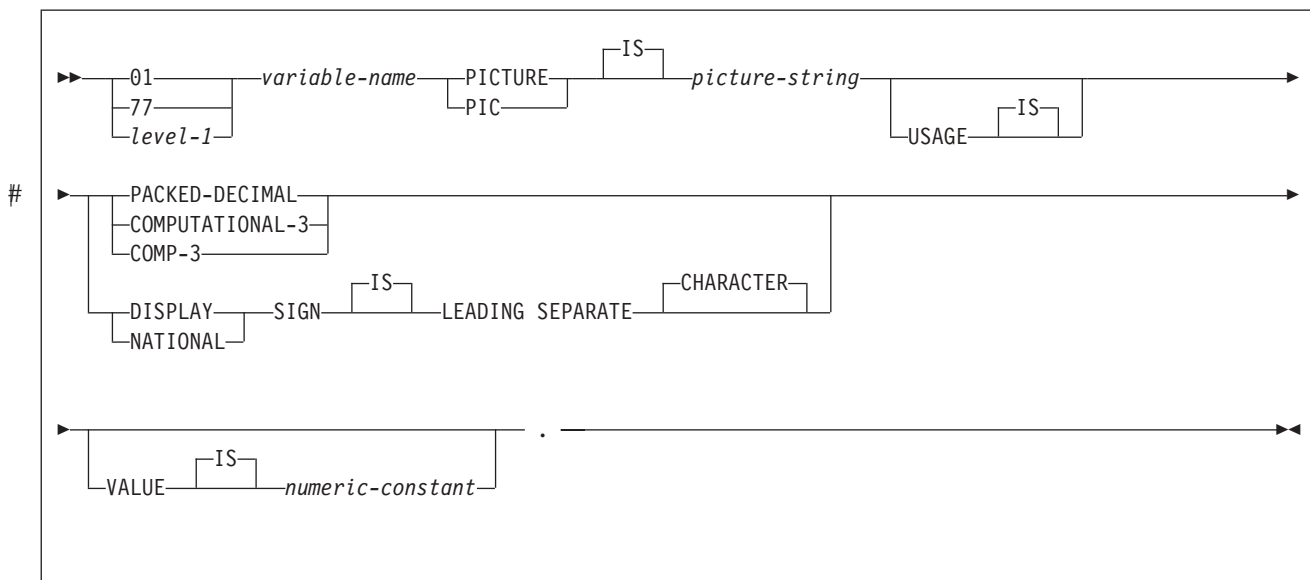 IS
01 variable-name PICTURE picture-string
77 PIC IS
level-1 USAGE
# PACKED-DECIMAL
COMPUTATIONAL-3
COMP-3
IS CHARACTER
DISPLAY SIGN LEADING SEPARATE
NATIONAL
.
IS
VALUE numeric-constant